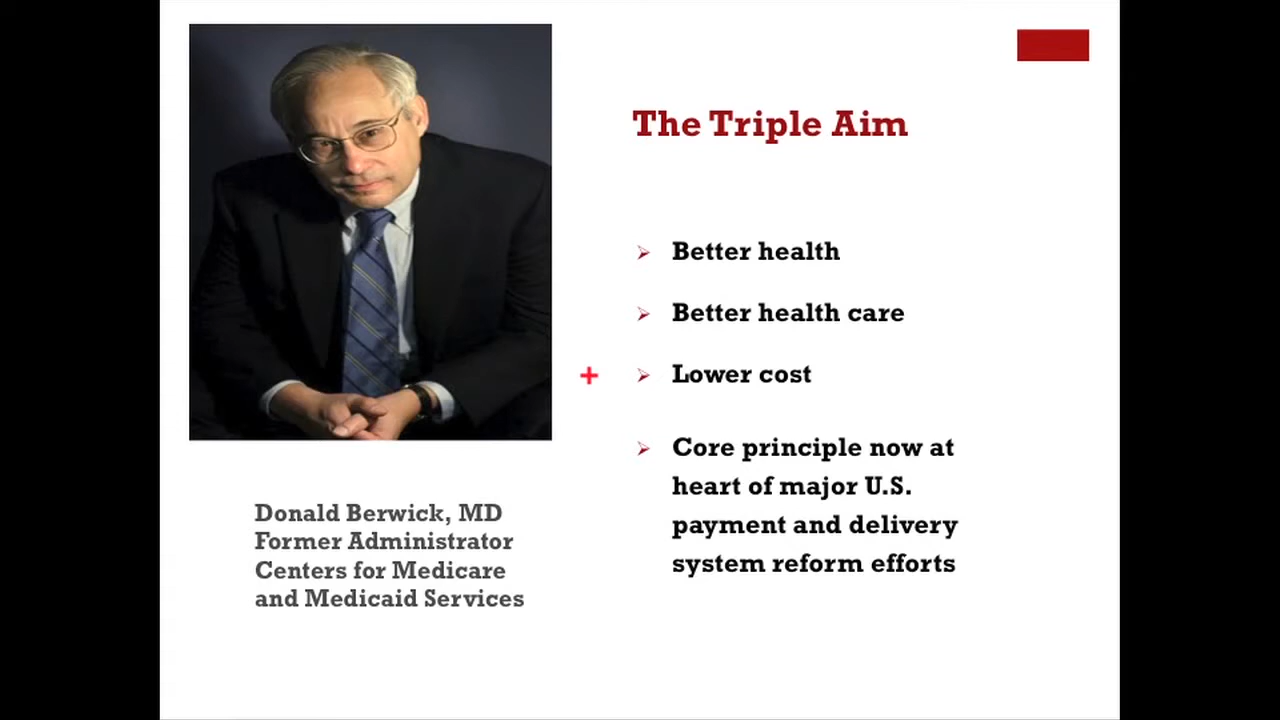 The Triple Aim
Better health
Better health care
+
Lower cost
Core principle now at
heart of major U.S.
payment and delivery
system reform efforts
Donald Berwick, MD
Former Administrator
Centers for Medicare
and Medicaid Services